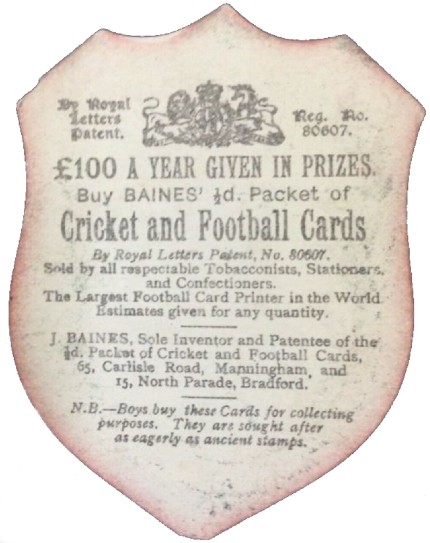 By Royal Letters Patent.
Reg. No. 80607.
£100 A YEAR GIVEN IN PRIZES.
Buy BAINES' ½d. Packet of
Cricket and Football Cards
By Royal Letters Patent, No. 80607.
Sold by all respectable Tobacconists, Stationers,
and Confectioners.
The Largest Football Card Printer in the World
Estimates given for any quantity.
J. BAINES, Sole Inventor and Patentee of the
½d. Packet of Cricket and Football Cards,
65, Carlisle Road, Manningham, and
15, North Parade, Bradford.
N.B.—Boys buy these Cards for collecting
purposes. They are sought after
as eagerly as ancient stamps.